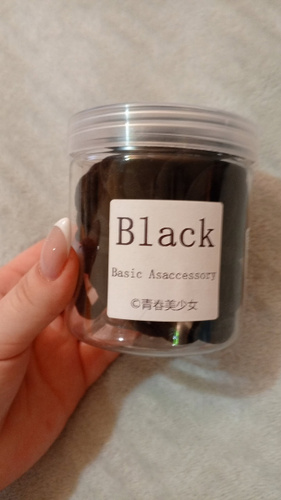 Black
Basic Asaccessory
©青春美少女